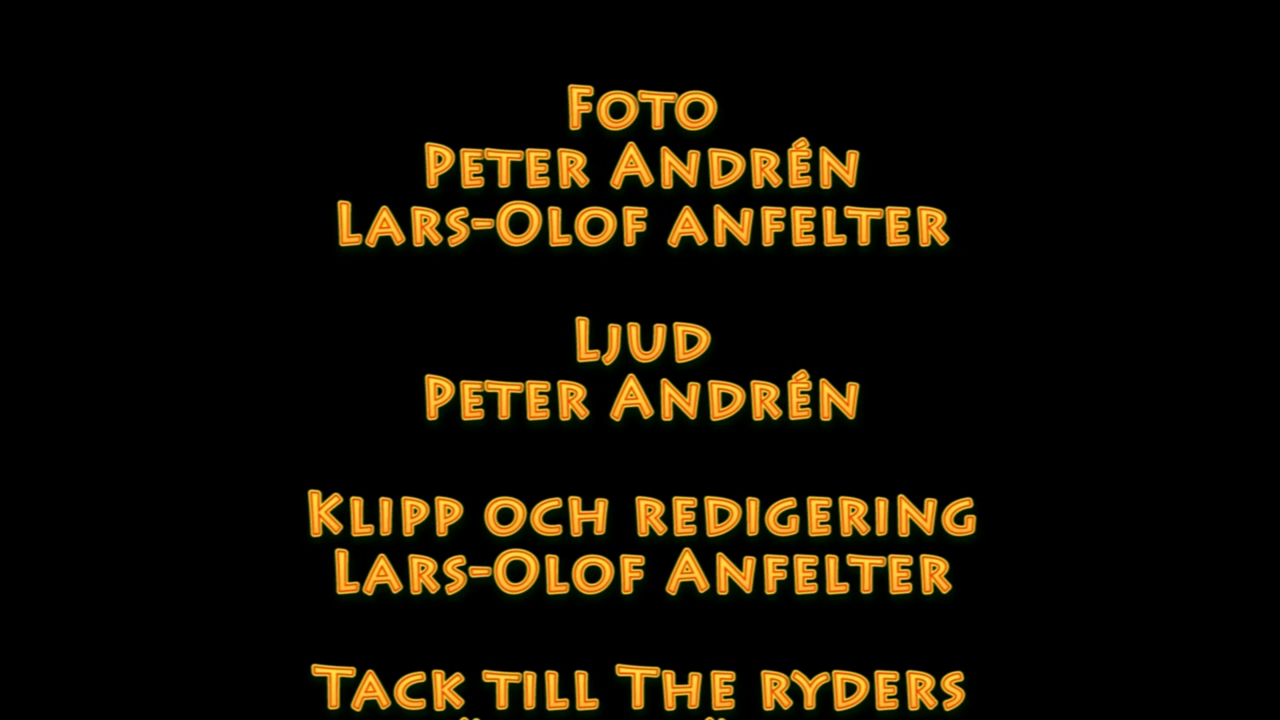 Foto
Peter Andrén
Lars-Olof anfelter
Ljud
Peter Andrén
Klipp och redigering
Lars-Olof Anfelter
Tack till The ryders